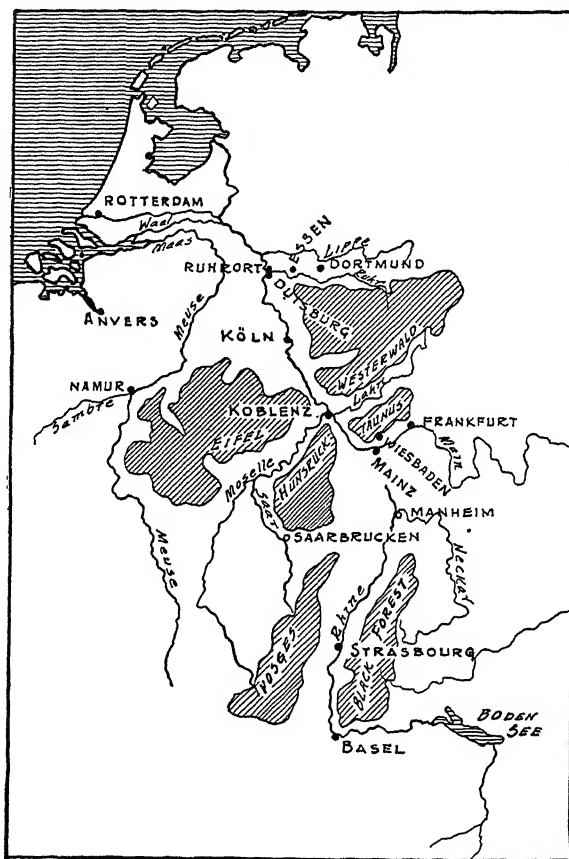 ROTTERDAM
Waal
Maas
ESSEN
Lippe
RUHRORT
DORTMUND
Ruhr
DUISBURG
ANVERS
Meuse
KÖLN
WESTERWALD
NAMUR
Lahn
Sambre
KOBLENZ
TAUNUS
FRANKFURT
EIFEL
WIESBADEN
Main
MAINZ
Moselle
HUNSRÜCK
Saar
MANHEIM
SAARBRUCKEN
Meuse
Neckar
Rhine
VOSGES
BLACK FOREST
STRASBOURG
BODEN
SEE
BASEL